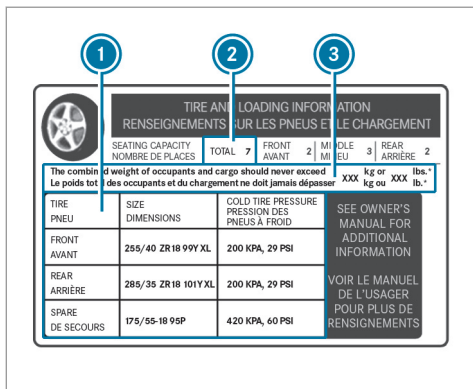 1 2 3
TIRE AND LOADING INFORMATION
RENSEIGNEMENTS SUR LES PNEUS ET LE CHARGEMENT
SEATING CAPACITY
NOMBRE DE PLACES
TOTAL 7
FRONT
AVANT 2
MIDDLE
MILIEU 3
REAR
ARRIÈRE 2
The combined weight of occupants and cargo should never exceed XXX kg or XXX lbs.*
Le poids total des occupants et du chargement ne doit jamais dépasser XXX kg ou XXX lb.*
TIRE
PNEU
SIZE
DIMENSIONS
COLD TIRE PRESSURE
PRESSION DES
PNEUS À FROID
FRONT
AVANT
255/40 ZR18 99Y XL
200 KPA, 29 PSI
REAR
ARRIÈRE
285/35 ZR18 101Y XL
200 KPA, 29 PSI
SPARE
DE SECOURS
175/55-18 95P
420 KPA, 60 PSI
SEE OWNER'S
MANUAL FOR
ADDITIONAL
INFORMATION
VOIR LE MANUEL
DE L'USAGER
POUR PLUS DE
RENSIGNEMENTS